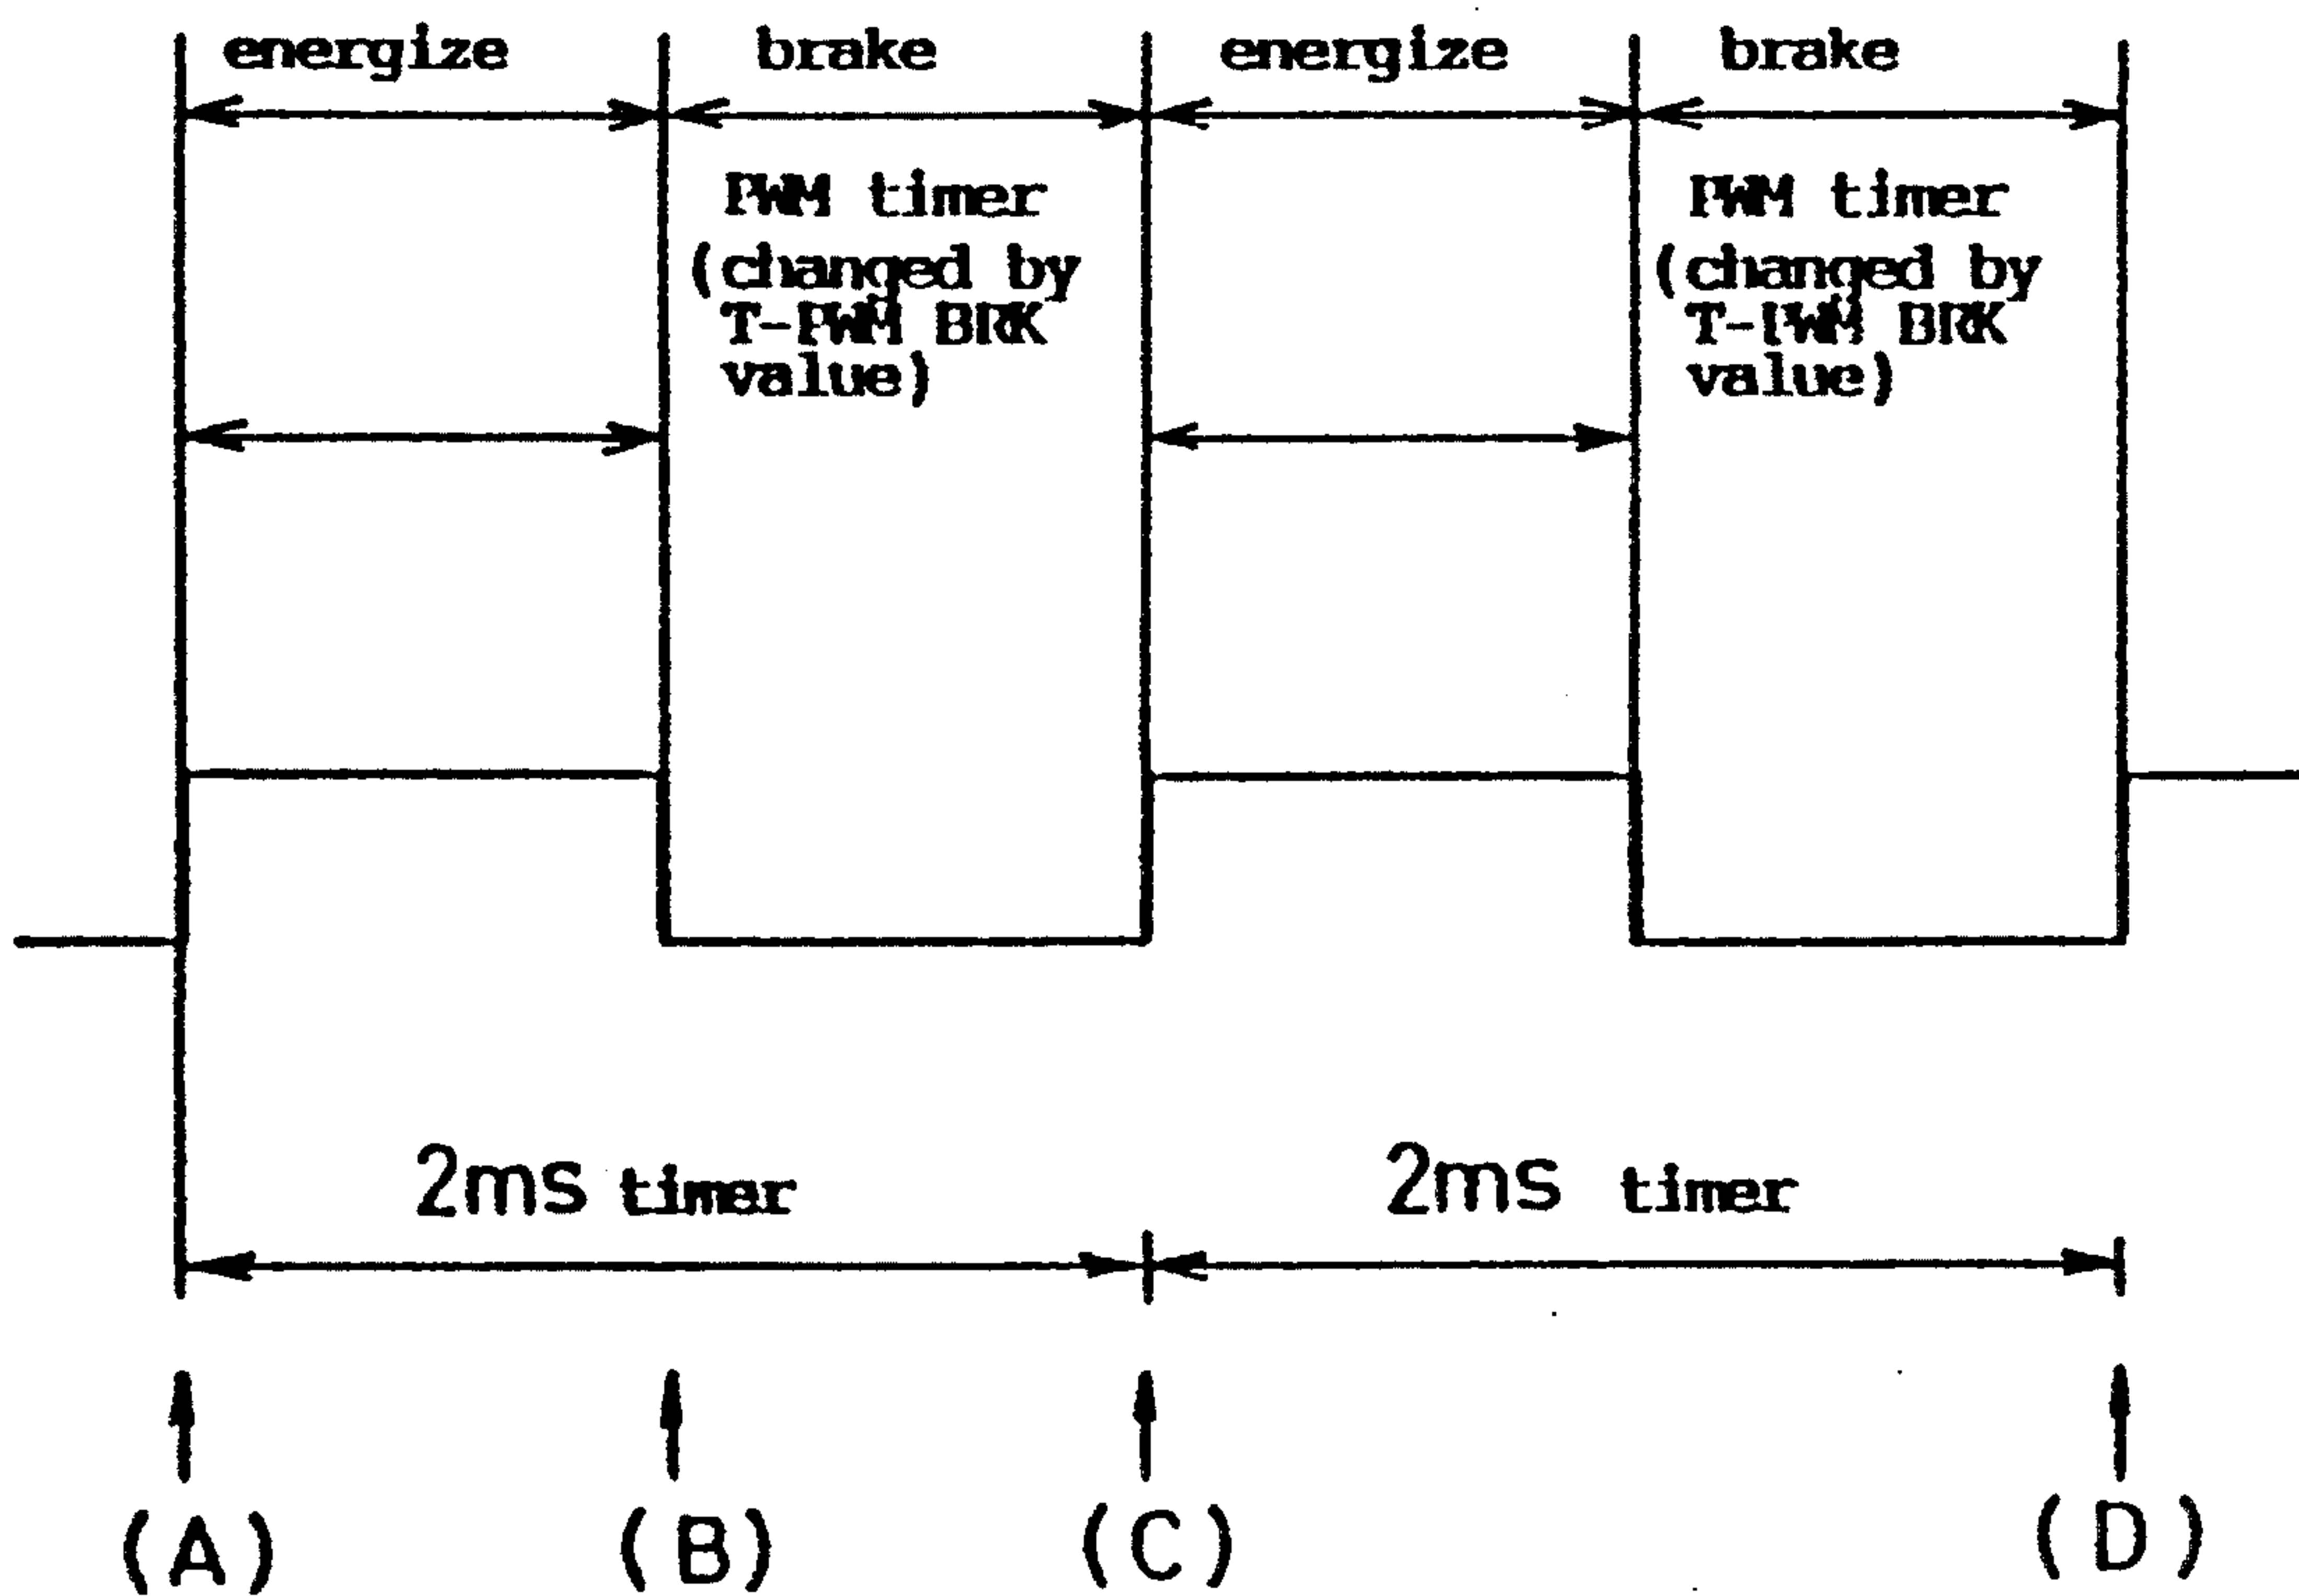 energize brake energize brake
PWM timer
(changed by
T-PWM BRK
value)
PWM timer
(changed by
T-PWM BRK
value)
2ms timer 2ms timer
(A) (B) (C) (D)